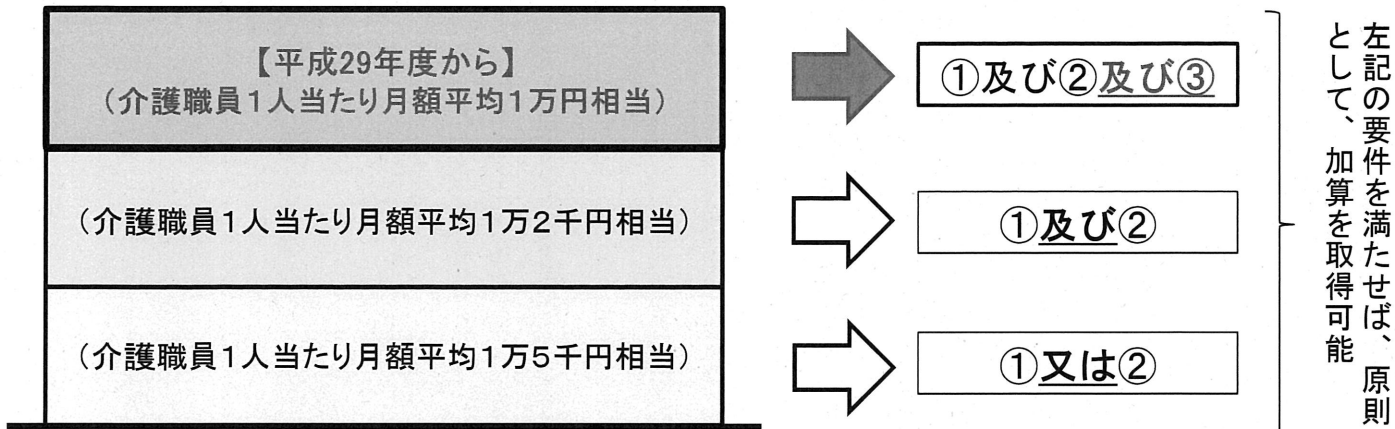 【平成29年度から】
(介護職員1人当たり月額平均1万円相当)
①及び②及び③
(介護職員1人当たり月額平均1万2千円相当)
①及び②
(介護職員1人当たり月額平均1万5千円相当)
①又は②
左記の要件を満たせば、原則
として、加算を取得可能